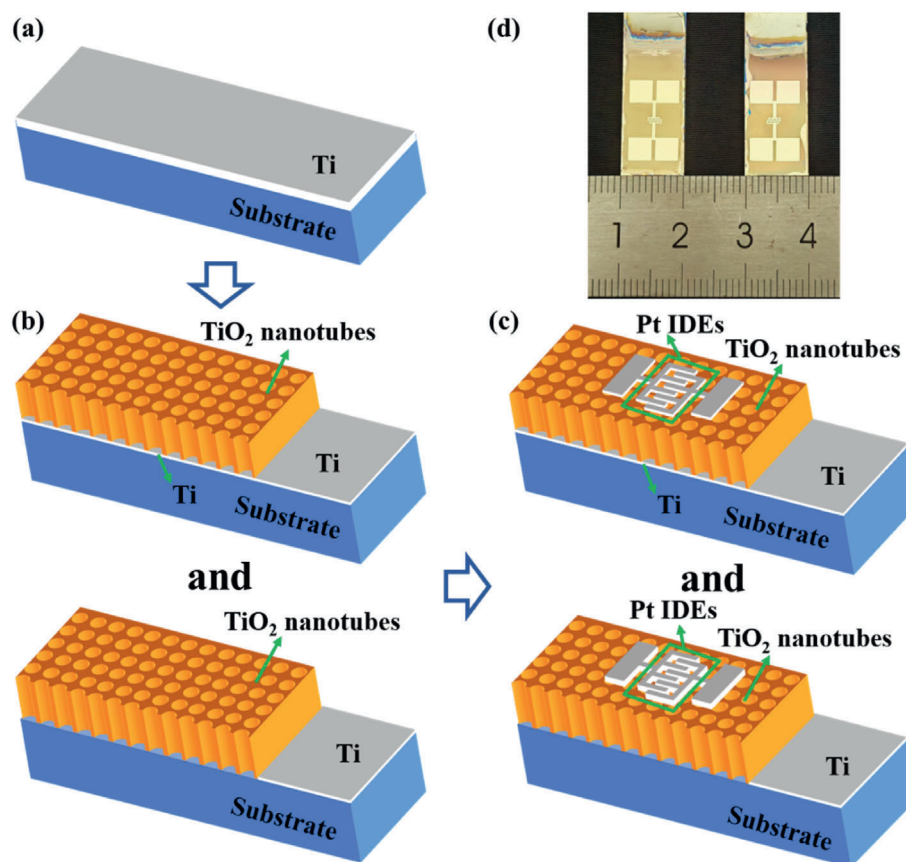 (a)
Ti
Substrate
(d)
1 2 3 4
(b)
TiO₂ nanotubes
Ti
Ti
Substrate
and
TiO₂ nanotubes
Ti
Substrate
(c)
Pt IDEs
TiO₂ nanotubes
Ti
Ti
Substrate
and
Pt IDEs
TiO₂ nanotubes
Ti
Substrate